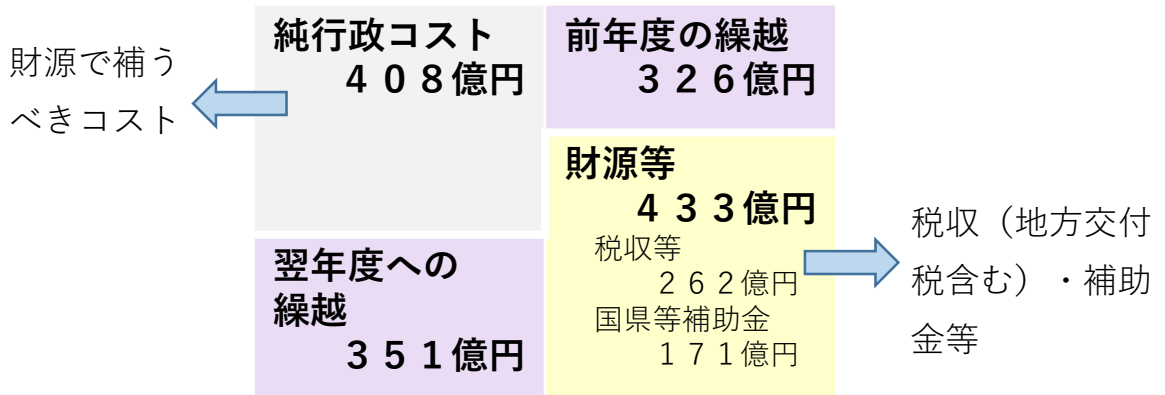 財源で補う
べきコスト
純行政コスト
４０８億円
翌年度への
繰越
３５１億円
前年度の繰越
３２６億円
財源等
４３３億円
税収等
２６２億円
国県等補助金
１７１億円
税収（地方交付
税含む）・補助
金等